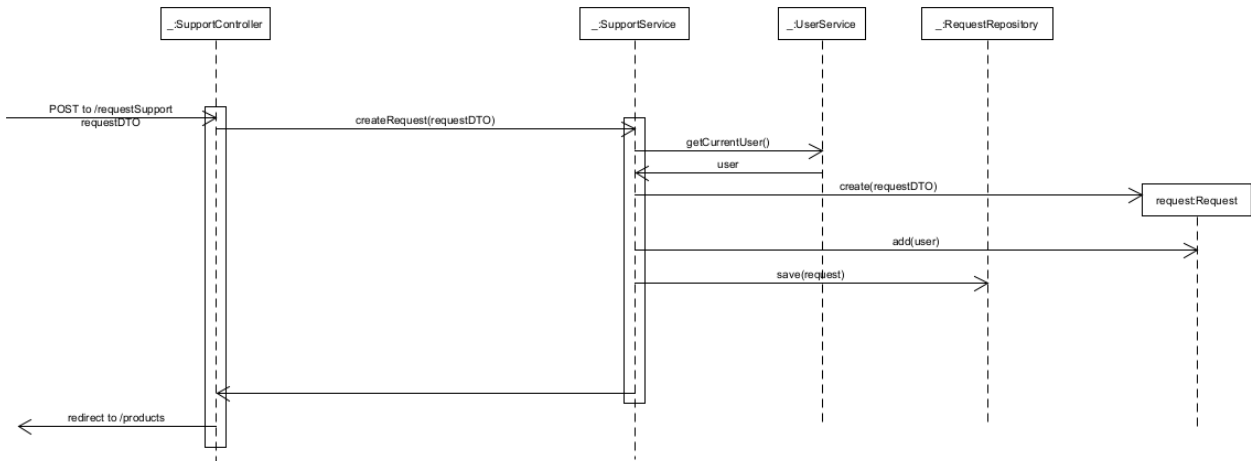 _:SupportController
_:SupportService
_:UserService
_:RequestRepository
POST to /requestSupport
requestDTO
createRequest(requestDTO)
getCurrentUser()
user
create(requestDTO)
request:Request
add(user)
save(request)
redirect to /products